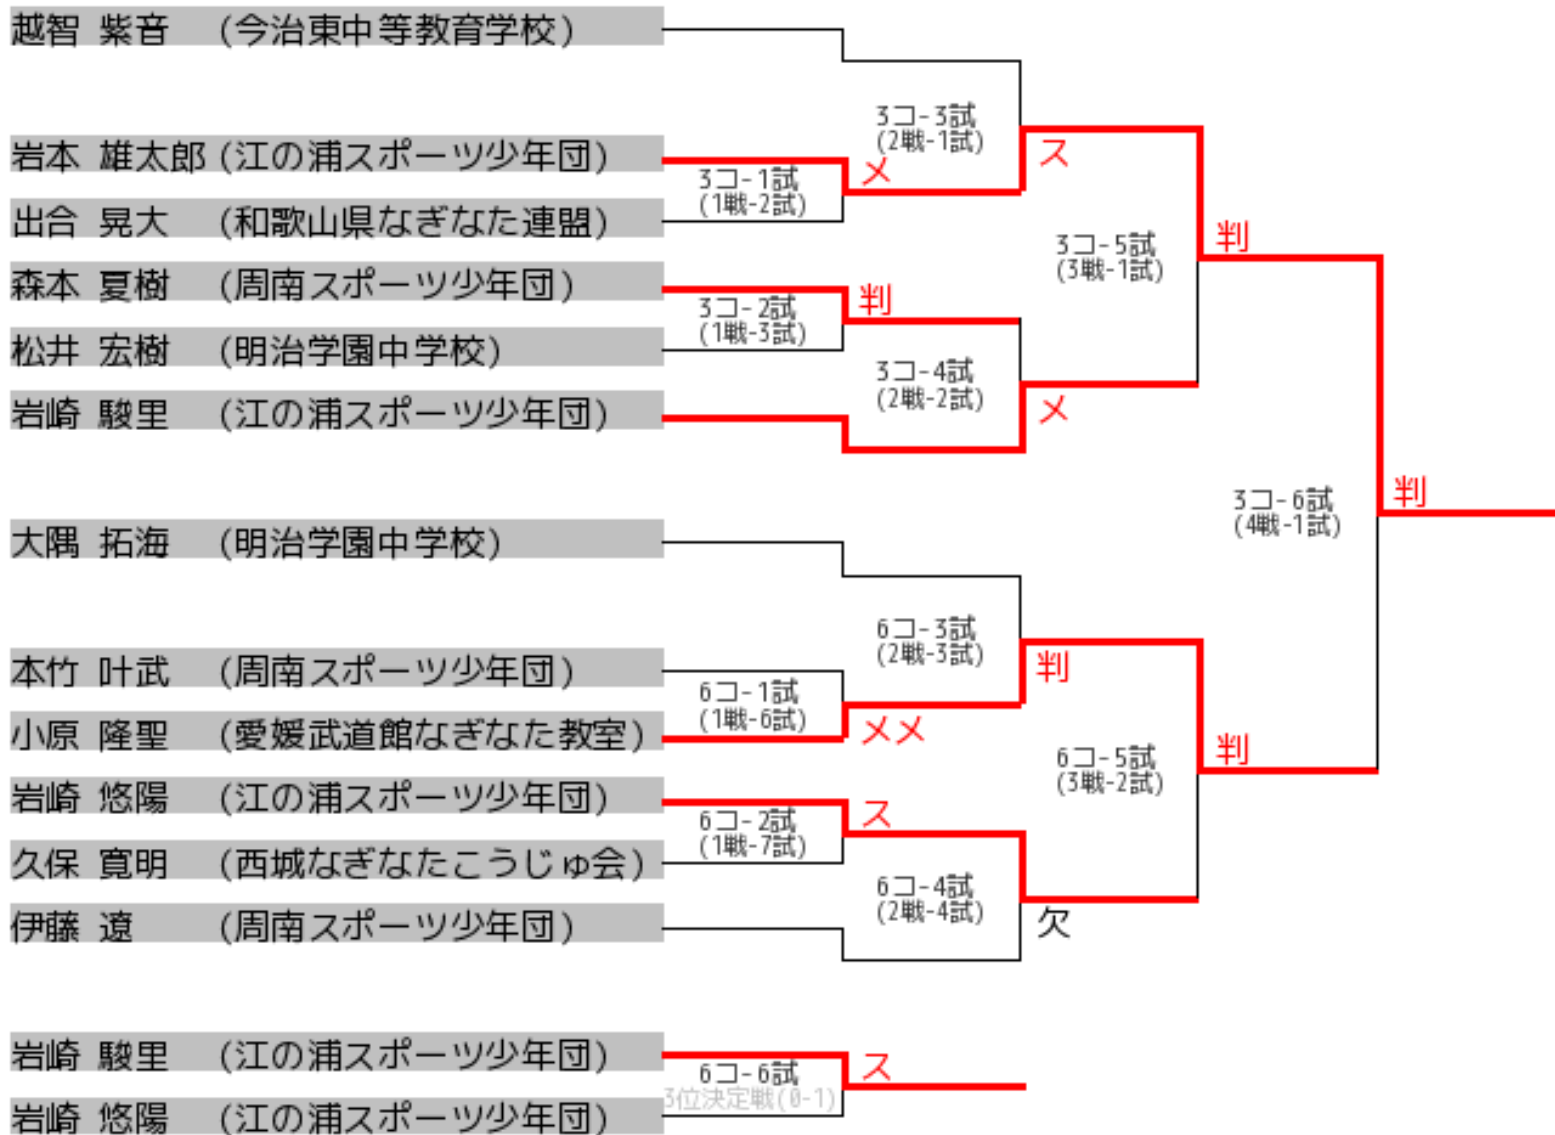 越智 紫音 (今治東中等教育学校)
3コ-3試
(2戦-1試)
岩本 雄太郎 (江の浦スポーツ少年団)
3コ-1試
(1戦-2試)
メ
ス
出合 晃大 (和歌山県なぎなた連盟)
3コ-5試
(3戦-1試)
判
森本 夏樹 (周南スポーツ少年団)
3コ-2試
(1戦-3試)
判
松井 宏樹 (明治学園中学校)
3コ-4試
(2戦-2試)
メ
岩崎 駿里 (江の浦スポーツ少年団)
3コ-6試
(4戦-1試)
判
大隅 拓海 (明治学園中学校)
6コ-3試
(2戦-3試)
判
本竹 叶武 (周南スポーツ少年団)
6コ-1試
(1戦-6試)
メメ
小原 隆聖 (愛媛武道館なぎなた教室)
6コ-5試
(3戦-2試)
判
岩崎 悠陽 (江の浦スポーツ少年団)
6コ-2試
(1戦-7試)
ス
久保 寛明 (西城なぎなたこうじゅ会)
6コ-4試
(2戦-4試)
欠
伊藤 遼 (周南スポーツ少年団)
岩崎 駿里 (江の浦スポーツ少年団)
6コ-6試
3位決定戦(0-1)
ス
岩崎 悠陽 (江の浦スポーツ少年団)